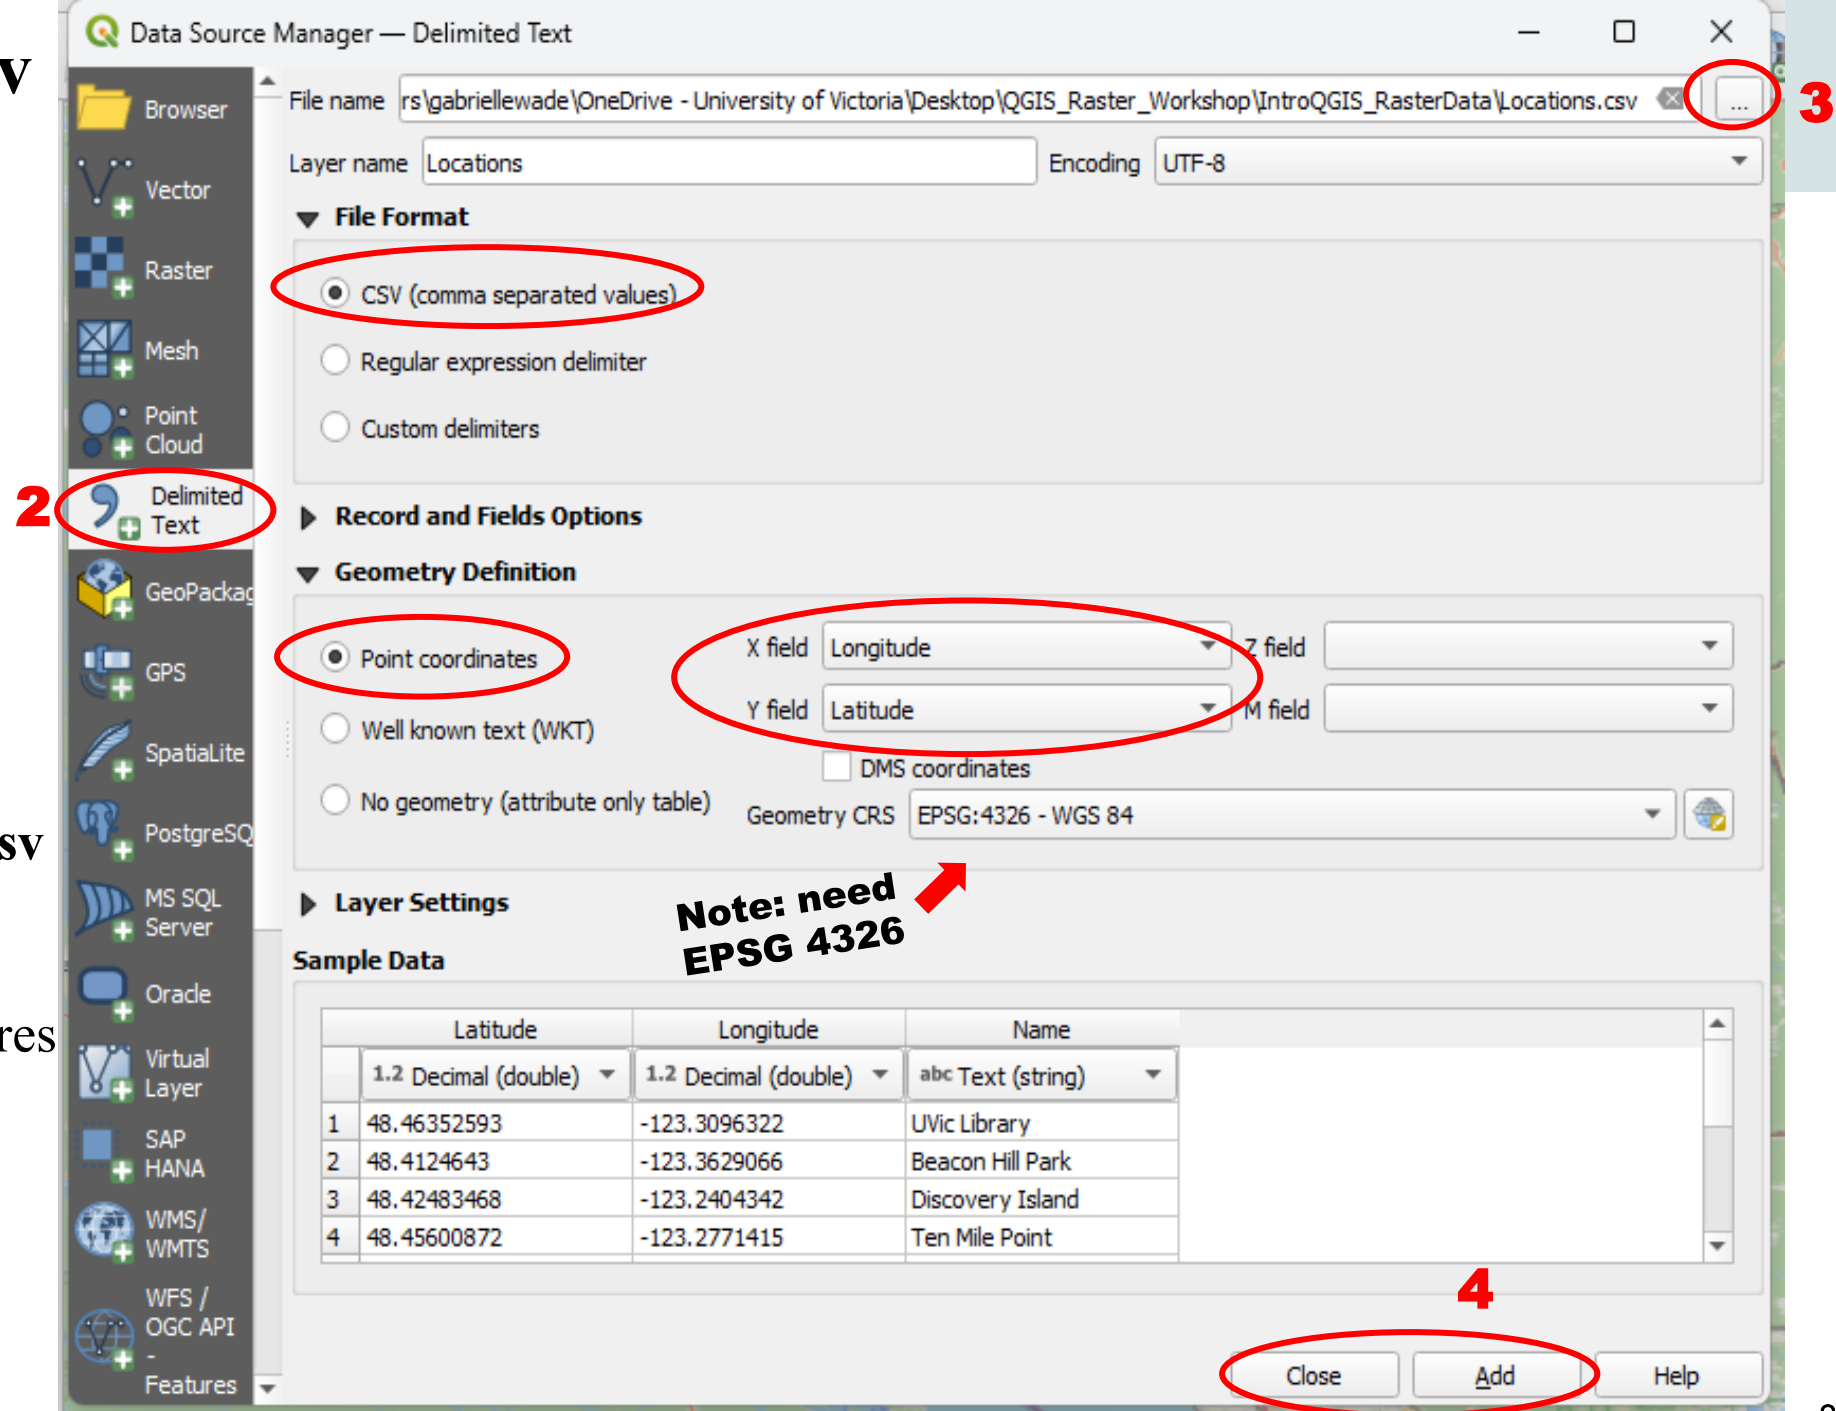 v
Data Source Manager — Delimited Text
File name rs\gabriellewade\OneDrive - University of Victoria\Desktop\QGIS_Raster_Workshop\IntroQGIS_RasterData\Locations.csv ... 3
Layer name Locations Encoding UTF-8
File Format
CSV (comma separated values)
Regular expression delimiter
Custom delimiters
Record and Fields Options
Geometry Definition
Point coordinates X field Longitude Z field
Well known text (WKT) Y field Latitude M field
DMS coordinates
No geometry (attribute only table) Geometry CRS EPSG:4326 - WGS 84
Note: need
EPSG 4326
Layer Settings
Sample Data
Latitude Longitude Name
1.2 Decimal (double) 1.2 Decimal (double) abc Text (string)
1 48.46352593 -123.3096322 UVic Library
2 48.4124643 -123.3629066 Beacon Hill Park
3 48.42483468 -123.2404342 Discovery Island
4 48.45600872 -123.2771415 Ten Mile Point
4
Close Add Help
Browser
Vector
Raster
Mesh
Point
Cloud
2
Delimited
Text
GeoPackag
GPS
SpatiaLite
PostgreSQ
sv
MS SQL
Server
Oracle
res
Virtual
Layer
SAP
HANA
WMS/
WMTS
WFS /
OGC API
-
Features